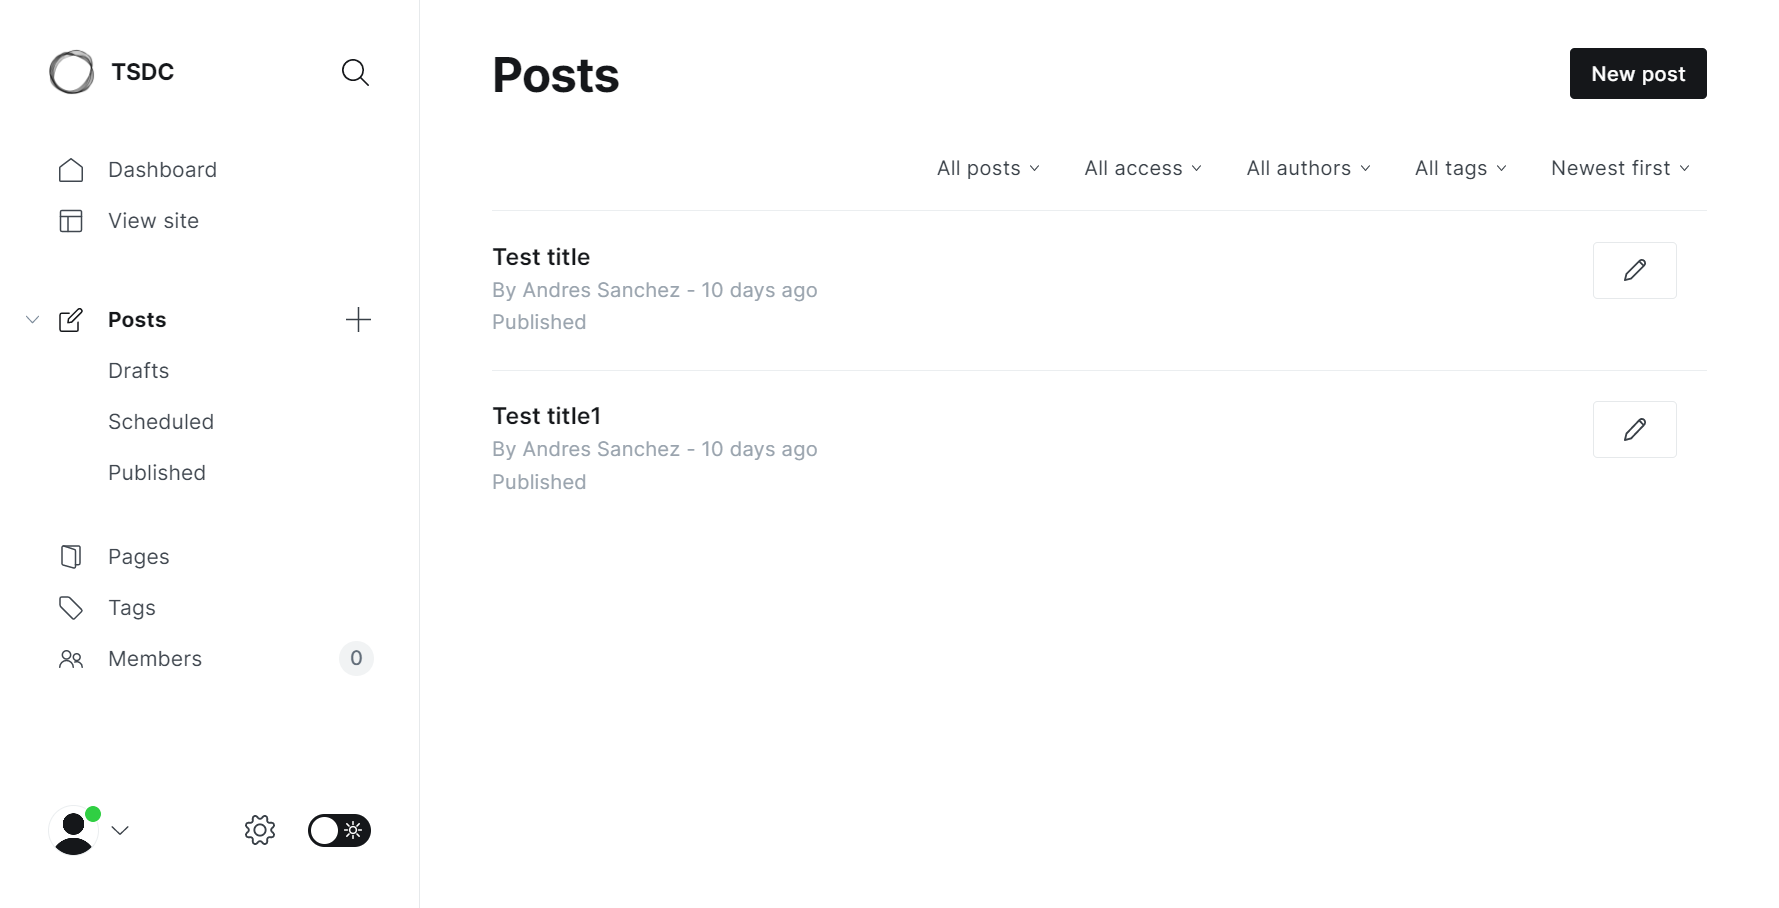 TSDC
Dashboard
View site
Posts
Drafts
Scheduled
Published
Pages
Tags
Members 0
Posts
New post
All posts All access All authors All tags Newest first
Test title
By Andres Sanchez - 10 days ago
Published
Test title1
By Andres Sanchez - 10 days ago
Published